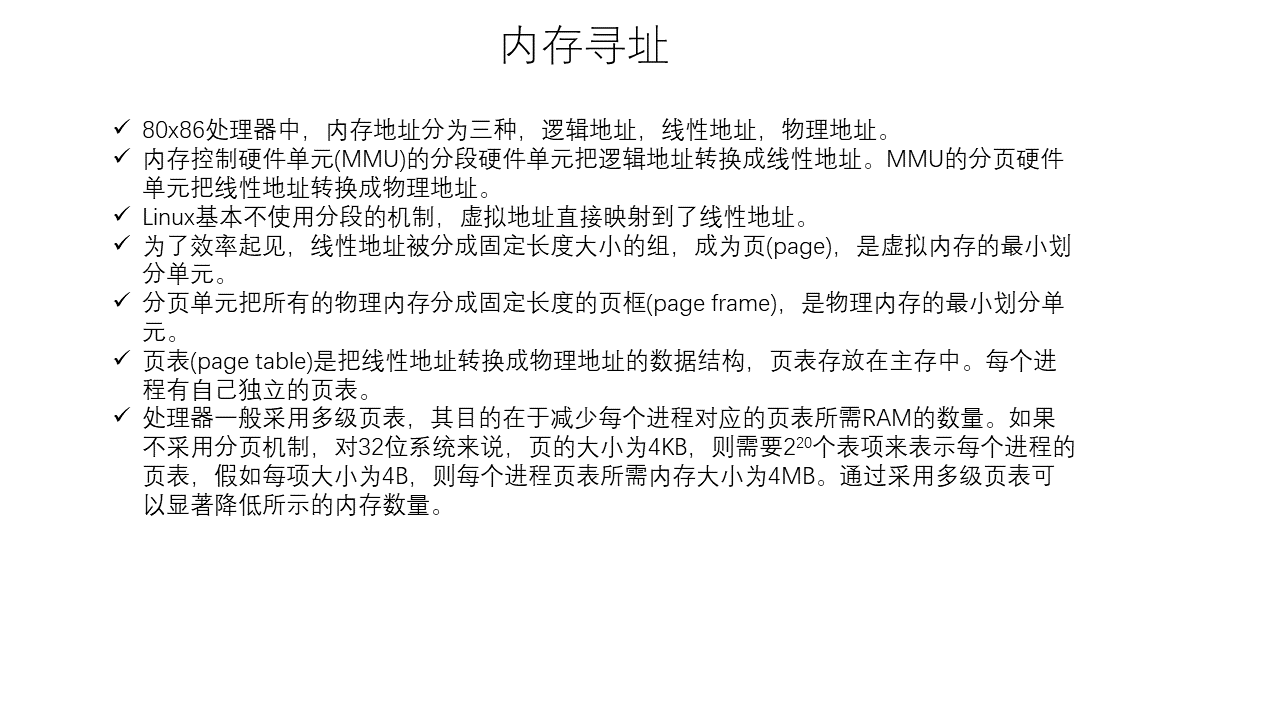 内存寻址
✓ 80x86处理器中，内存地址分为三种，逻辑地址，线性地址，物理地址。
✓ 内存控制硬件单元(MMU)的分段硬件单元把逻辑地址转换成线性地址。MMU的分页硬件
单元把线性地址转换成物理地址。
✓ Linux基本不使用分段的机制，虚拟地址直接映射到了线性地址。
✓ 为了效率起见，线性地址被分成固定长度大小的组，成为页(page)，是虚拟内存的最小划
分单元。
✓ 分页单元把所有的物理内存分成固定长度的页框(page frame)，是物理内存的最小划分单
元。
✓ 页表(page table)是把线性地址转换成物理地址的数据结构，页表存放在主存中。每个进
程有自己独立的页表。
✓ 处理器一般采用多级页表，其目的在于减少每个进程对应的页表所需RAM的数量。如果
不采用分页机制，对32位系统来说，页的大小为4KB，则需要2²⁰个表项来表示每个进程的
页表，假如每项大小为4B，则每个进程页表所需内存大小为4MB。通过采用多级页表可
以显著降低所示的内存数量。